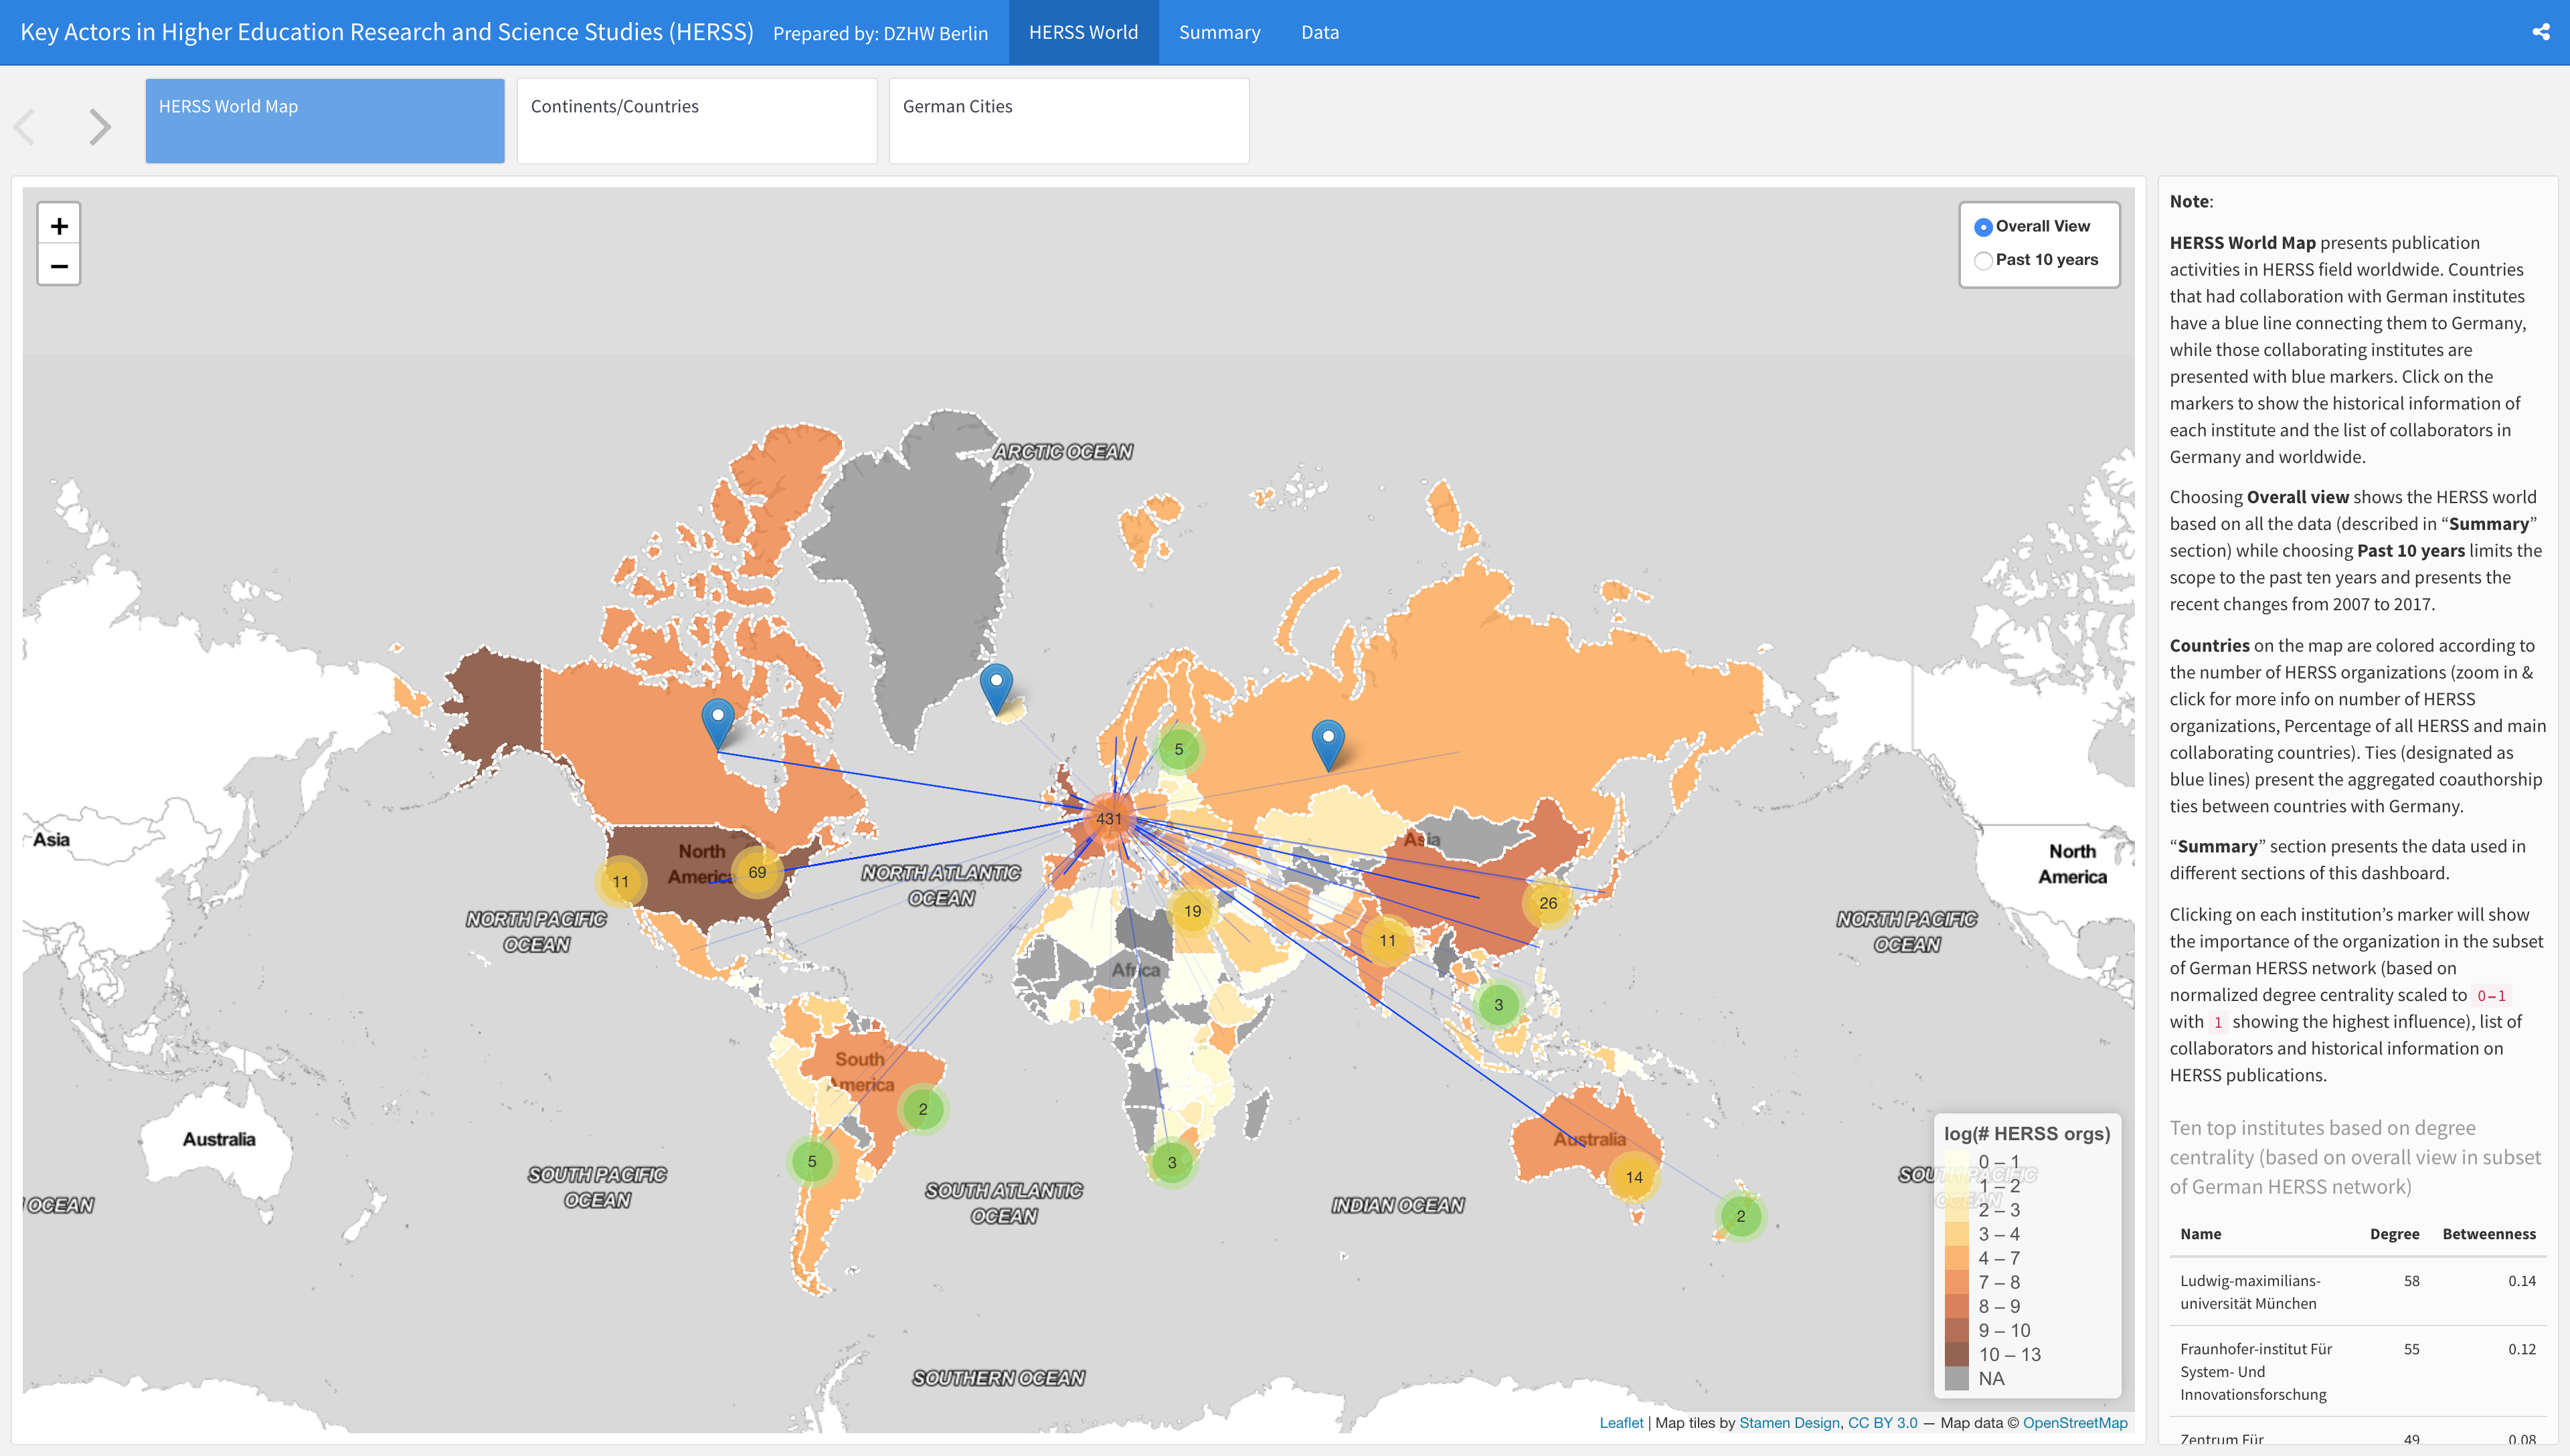 Key Actors in Higher Education Research and Science Studies (HERSS)
Prepared by: DZHW Berlin
HERSS World
Summary
Data
HERSS World Map
Continents/Countries
German Cities
+
−
Overall View
Past 10 years
ARCTIC OCEAN
5
431
Asia
Asia
North
America
11
69
NORTH ATLANTIC
OCEAN
North
America
NORTH PACIFIC
OCEAN
19
26
11
NORTH PACIFIC
OCEAN
Africa
3
South
America
2
Australia
5
3
Australia
14
SOUTH PACIFIC
OCEAN
SOUTH ATLANTIC
OCEAN
INDIAN OCEAN
OCEAN
2
SOUTH PACIFIC
OCEAN
SOUTHERN OCEAN
log(# HERSS orgs)
0 – 1
1 – 2
2 – 3
3 – 4
4 – 7
7 – 8
8 – 9
9 – 10
10 – 13
NA
Leaflet | Map tiles by Stamen Design, CC BY 3.0 — Map data © OpenStreetMap
Note:
HERSS World Map presents publication
activities in HERSS field worldwide. Countries
that had collaboration with German institutes
have a blue line connecting them to Germany,
while those collaborating institutes are
presented with blue markers. Click on the
markers to show the historical information of
each institute and the list of collaborators in
Germany and worldwide.
Choosing Overall view shows the HERSS world
based on all the data (described in “Summary”
section) while choosing Past 10 years limits the
scope to the past ten years and presents the
recent changes from 2007 to 2017.
Countries on the map are colored according to
the number of HERSS organizations (zoom in &
click for more info on number of HERSS
organizations, Percentage of all HERSS and main
collaborating countries). Ties (designated as
blue lines) present the aggregated coauthorship
ties between countries with Germany.
“Summary” section presents the data used in
different sections of this dashboard.
Clicking on each institution’s marker will show
the importance of the organization in the subset
of German HERSS network (based on
normalized degree centrality scaled to 0-1
with 1 showing the highest influence), list of
collaborators and historical information on
HERSS publications.
Ten top institutes based on degree
centrality (based on overall view in subset
of German HERSS network)
Name Degree Betweenness
Ludwig-maximilians- 58 0.14
universität München
Fraunhofer-institut Für 55 0.12
System- Und
Innovationsforschung
Zentrum Für 49 0.08